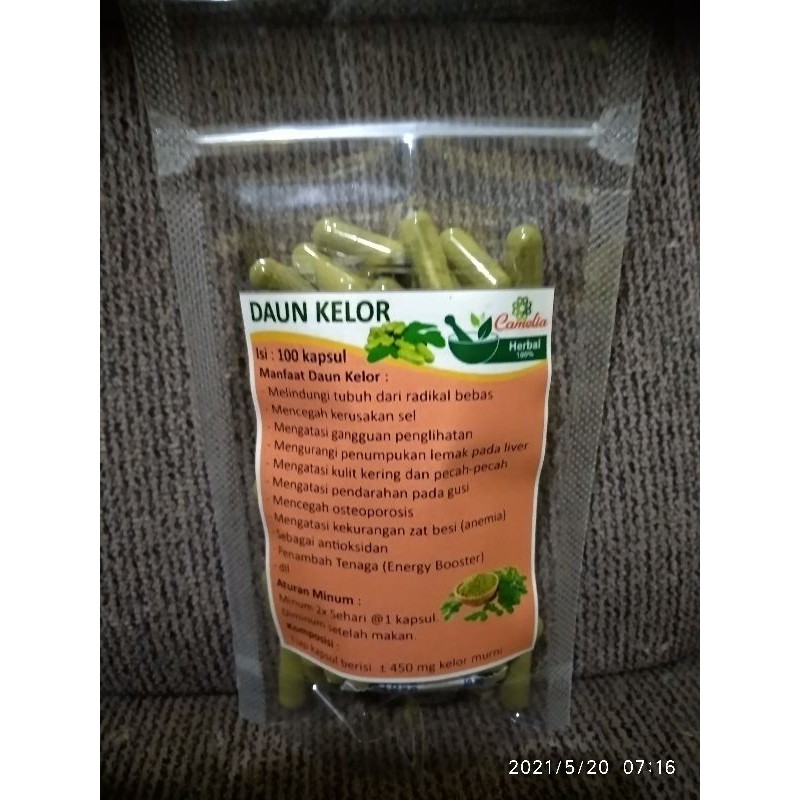 DAUN KELOR
Camelia
Herbal
100%
Isi : 100 kapsul
Manfaat Daun Kelor :
- Melindungi tubuh dari radikal bebas
- Mencegah kerusakan sel
- Mengatasi gangguan penglihatan
- Mengurangi penumpukan lemak pada liver
- Mengatasi kulit kering dan pecah-pecah
- Mengatasi pendarahan pada gusi
- Mencegah osteoporosis
- Mengatasi kekurangan zat besi (anemia)
- Sebagai antioksidan
- Penambah Tenaga (Energy Booster)
- dll
Aturan Minum :
Minum 2x Sehari @1 kapsul.
Diminum setelah makan.
Komposisi :
Tiap kapsul berisi ± 450 mg kelor murni
2021/5/20 07:16